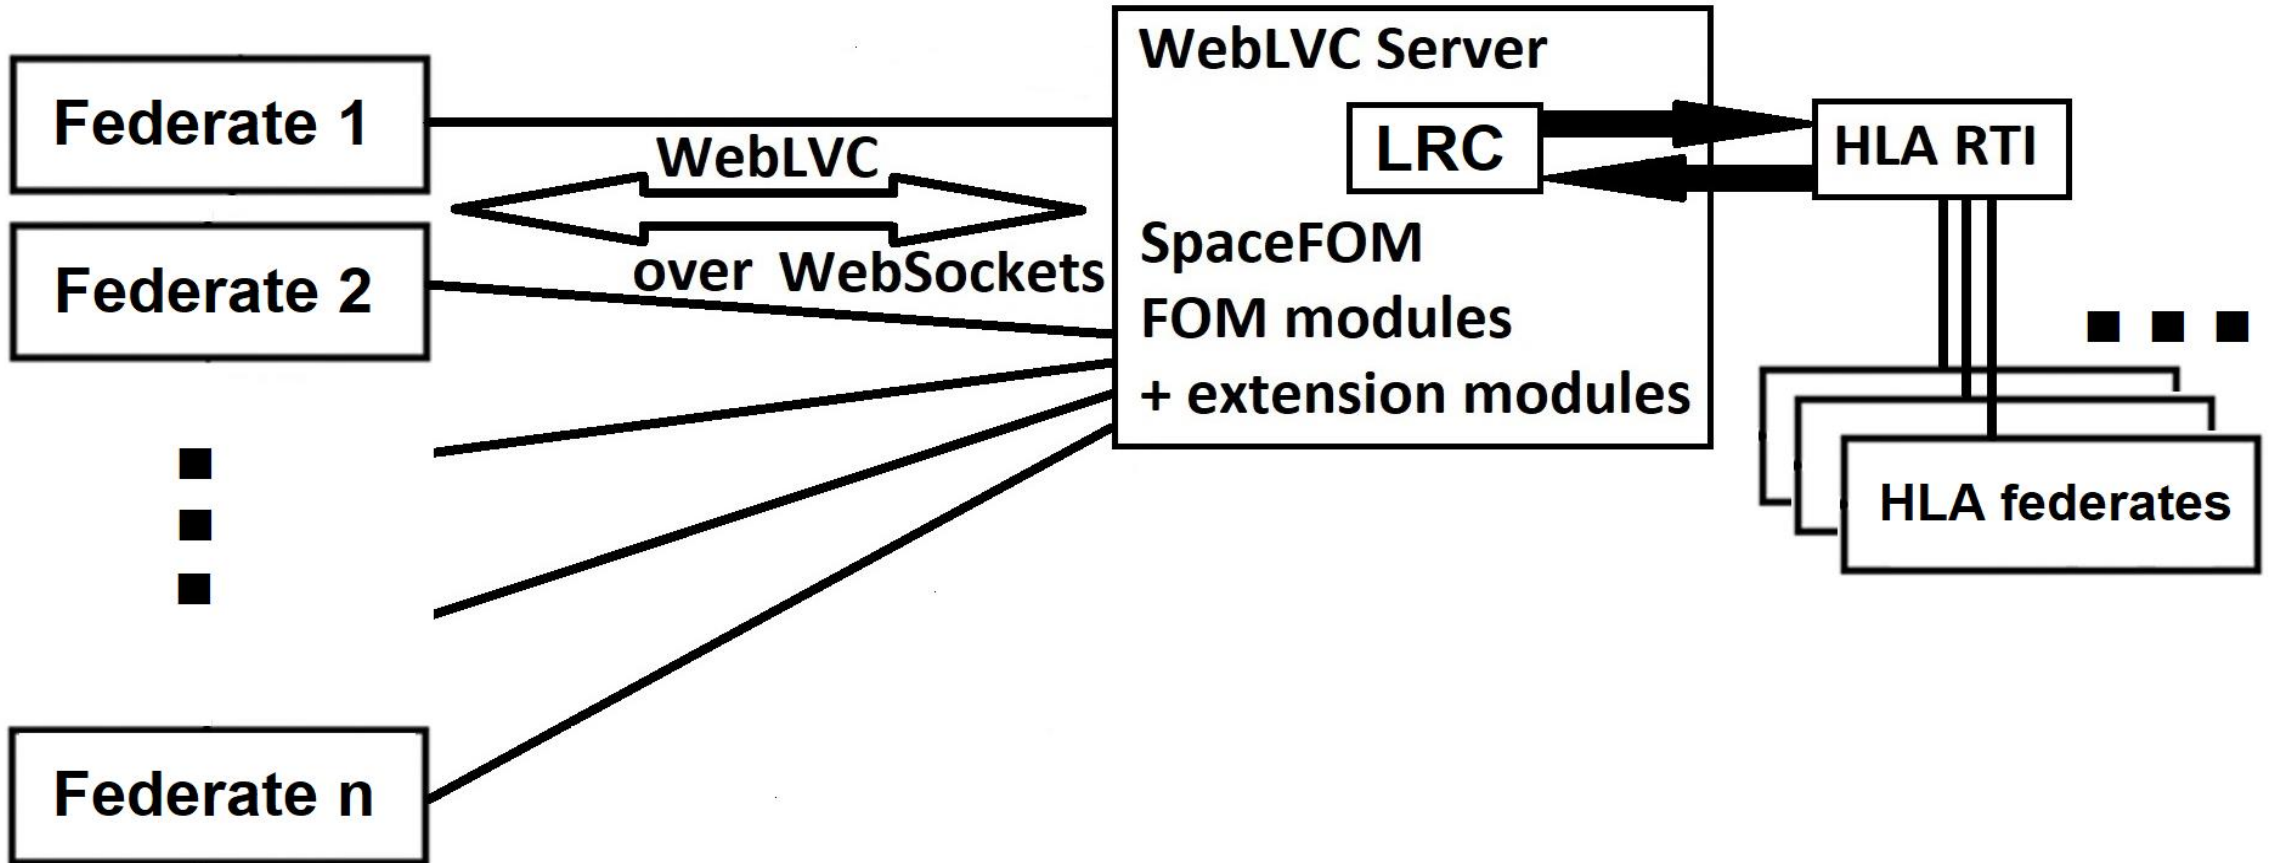 Federate 1
Federate 2
Federate n
WebLVC
over WebSockets
WebLVC Server
LRC
SpaceFOM
FOM modules
+ extension modules
HLA RTI
HLA federates